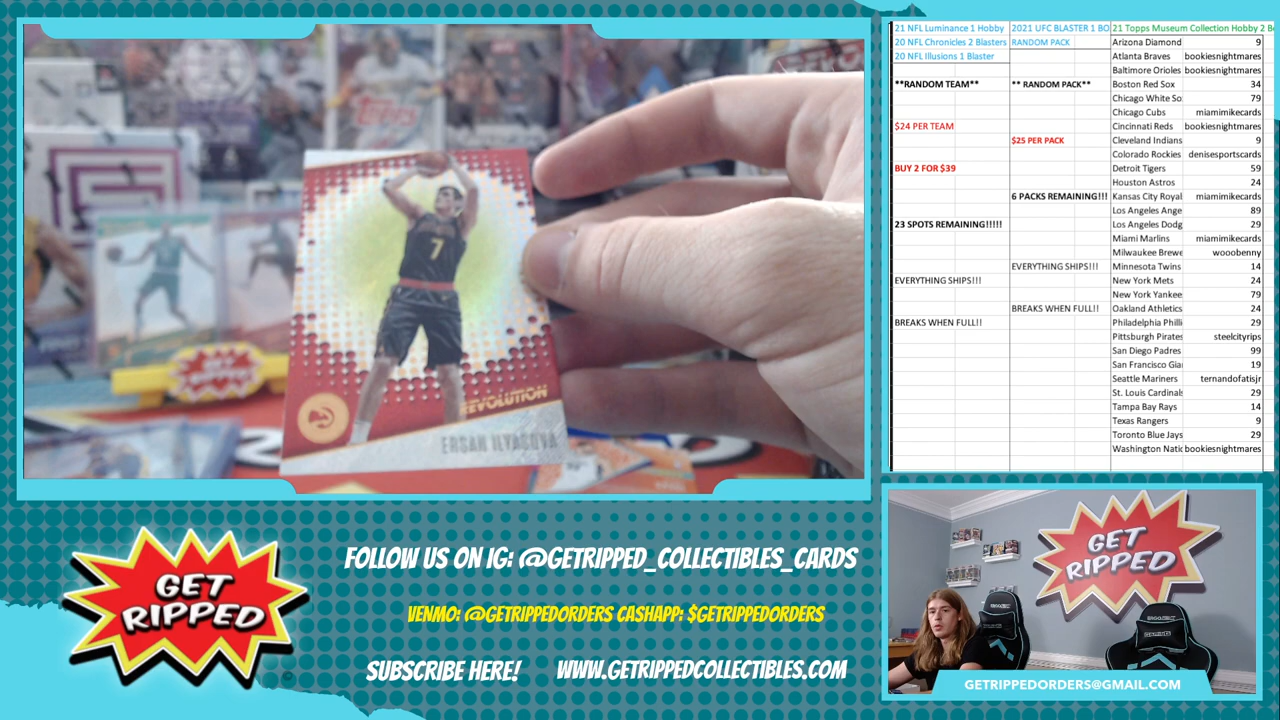 Topps
7
REVOLUTION
ERSAN ILYASOVA
21 NFL Luminance 1 Hobby
20 NFL Chronicles 2 Blasters
20 NFL Illusions 1 Blaster
**RANDOM TEAM**
$24 PER TEAM
BUY 2 FOR $39
23 SPOTS REMAINING!!!!!
EVERYTHING SHIPS!!!
BREAKS WHEN FULL!!
2021 UFC BLASTER 1 BO
RANDOM PACK
** RANDOM PACK**
$25 PER PACK
6 PACKS REMAINING!!!
EVERYTHING SHIPS!!!
BREAKS WHEN FULL!!
21 Topps Museum Collection Hobby 2 B
Arizona Diamond 9
Atlanta Braves bookiesnightmares
Baltimore Orioles bookiesnightmares
Boston Red Sox 34
Chicago White So 79
Chicago Cubs miamimikecards
Cincinnati Reds bookiesnightmares
Cleveland Indians 9
Colorado Rockies denisesportscards
Detroit Tigers 59
Houston Astros 24
Kansas City Royal miamimikecards
Los Angeles Ange 89
Los Angeles Dodg 29
Miami Marlins miamimikecards
Milwaukee Brewe wooobenny
Minnesota Twins 14
New York Mets 24
New York Yankee 79
Oakland Athletics 24
Philadelphia Philli 29
Pittsburgh Pirates steelcityrips
San Diego Padres 99
San Francisco Gia 19
Seattle Mariners ternandofatisjr
St. Louis Cardinals 29
Tampa Bay Rays 14
Texas Rangers 9
Toronto Blue Jays 29
Washington Natic bookiesnightmares
GET
RIPPED
FOLLOW US ON IG: @GETRIPPED_COLLECTIBLES_CARDS
VENMO: @GETRIPPEDORDERS CASHAPP: $GETRIPPEDORDERS
SUBSCRIBE HERE! WWW.GETRIPPEDCOLLECTIBLES.COM
GET
RIPPED
GETRIPPEDORDERS@GMAIL.COM